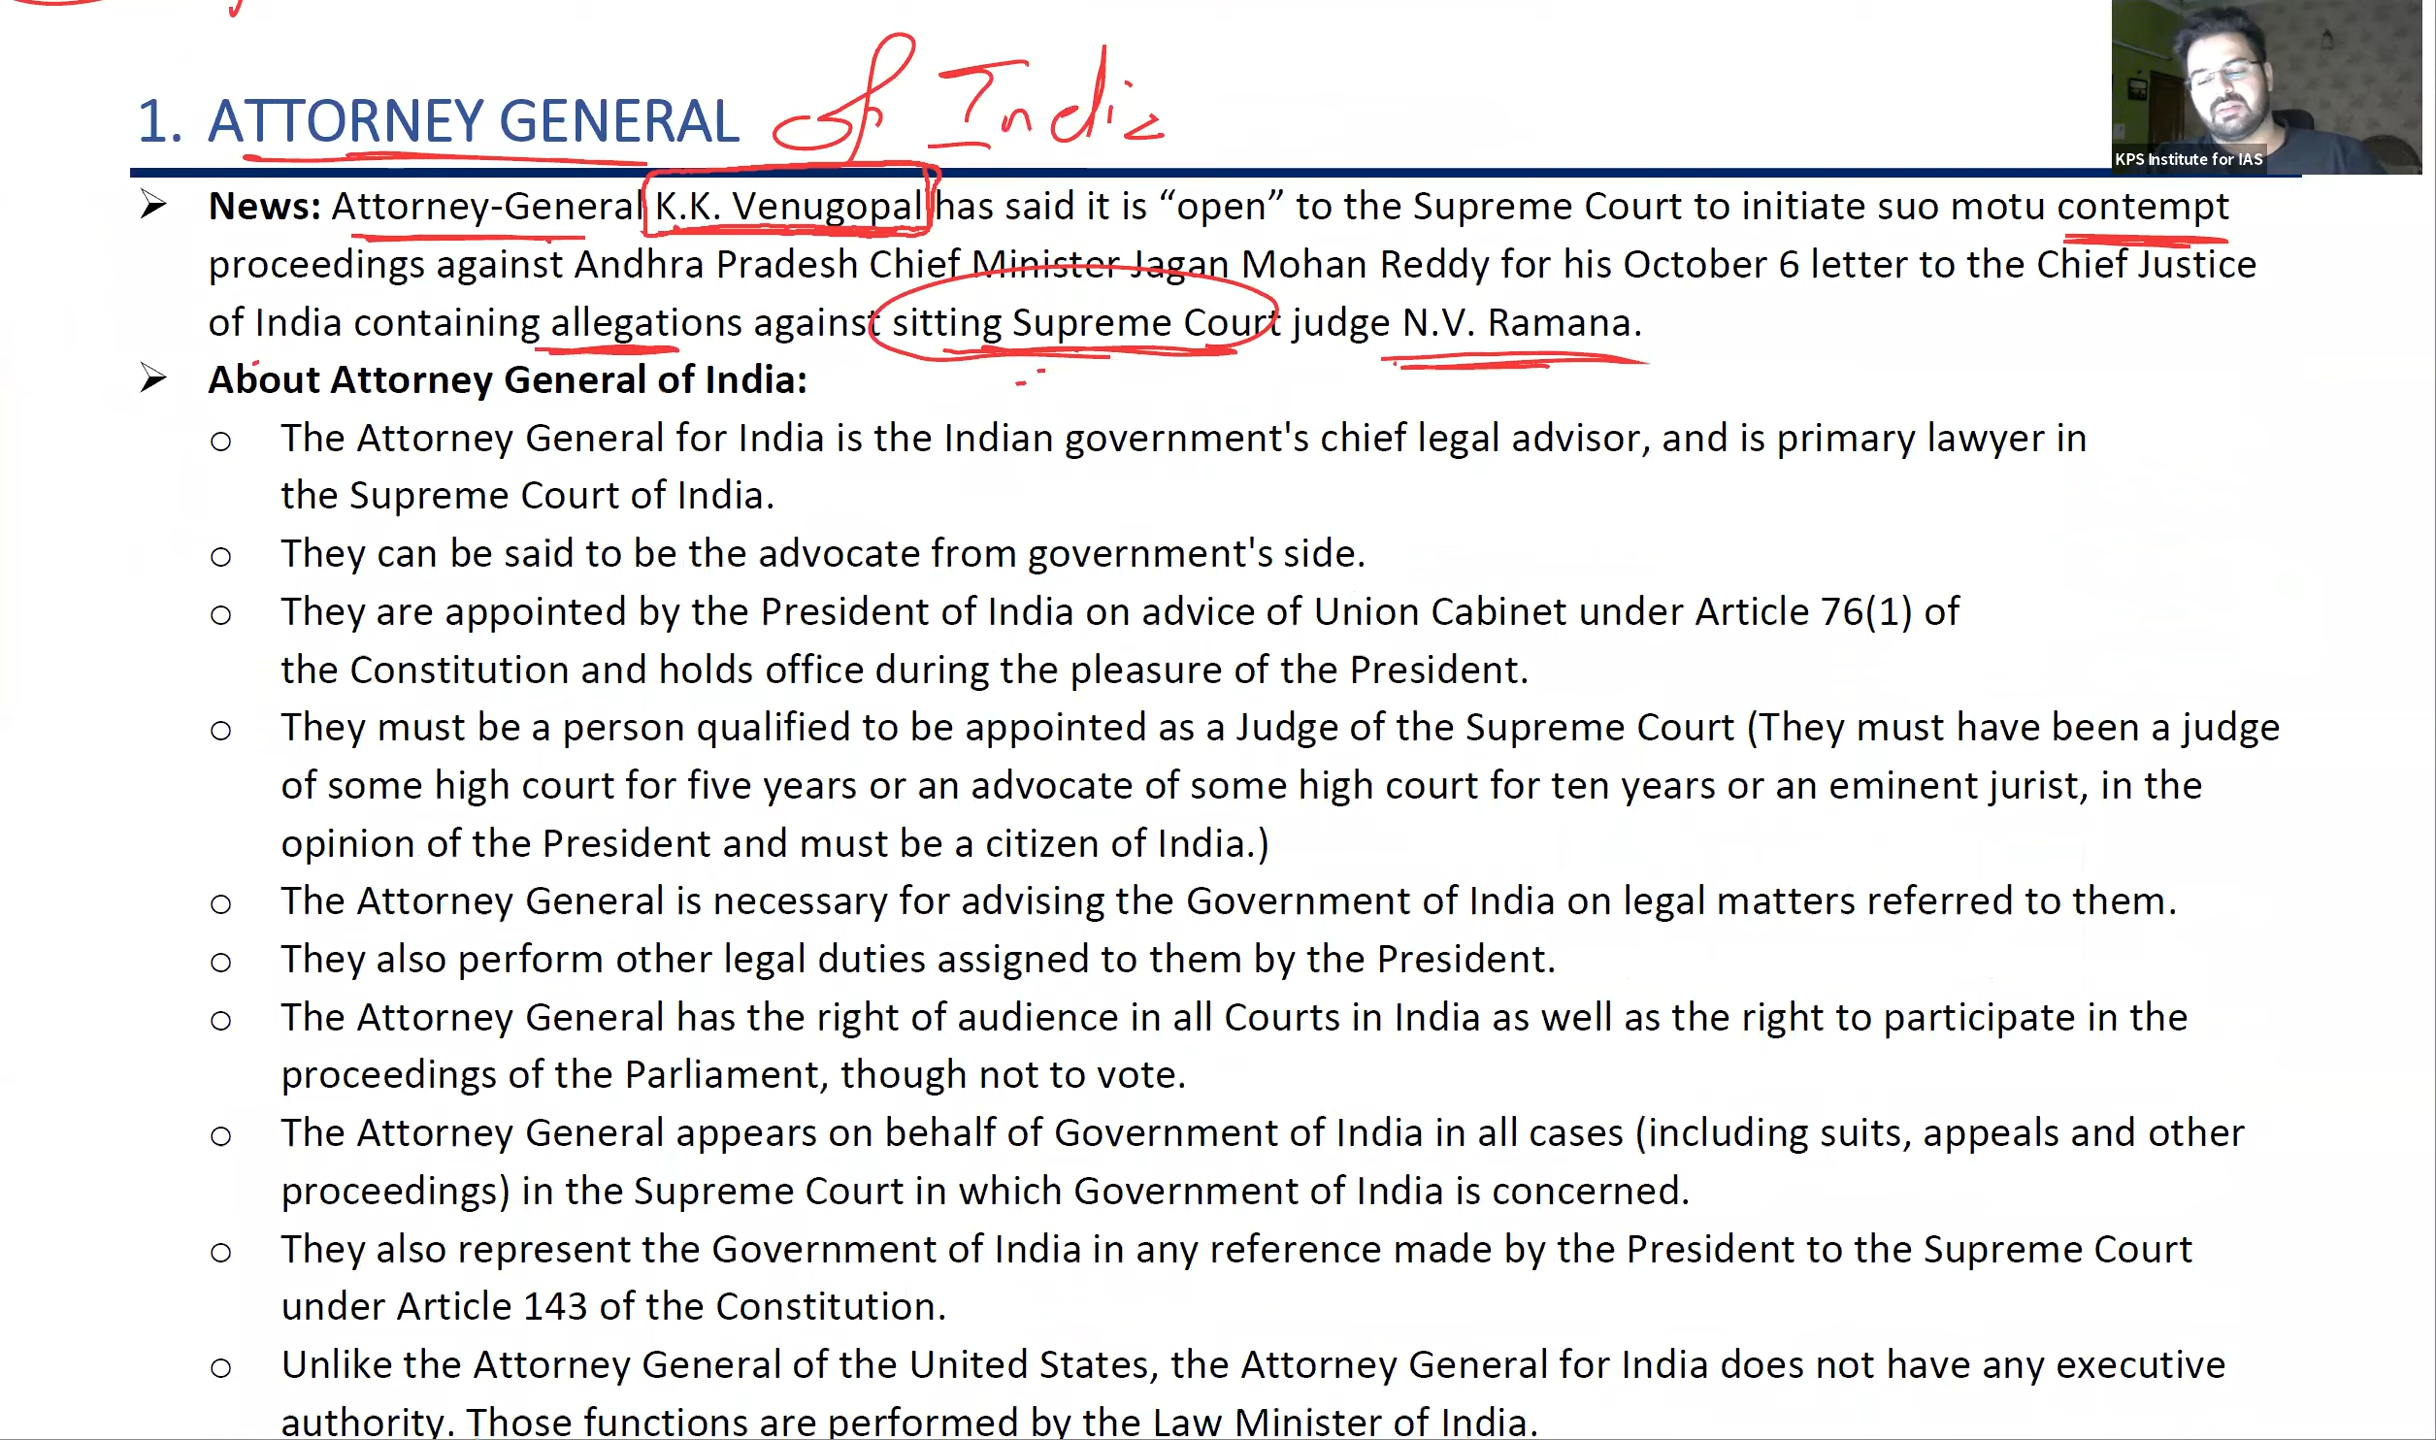 1. ATTORNEY GENERAL of India
KPS Institute for IAS
News: Attorney-General K.K. Venugopal has said it is “open” to the Supreme Court to initiate suo motu contempt
proceedings against Andhra Pradesh Chief Minister Jagan Mohan Reddy for his October 6 letter to the Chief Justice
of India containing allegations against sitting Supreme Court judge N.V. Ramana.
About Attorney General of India:
The Attorney General for India is the Indian government's chief legal advisor, and is primary lawyer in
the Supreme Court of India.
They can be said to be the advocate from government's side.
They are appointed by the President of India on advice of Union Cabinet under Article 76(1) of
the Constitution and holds office during the pleasure of the President.
They must be a person qualified to be appointed as a Judge of the Supreme Court (They must have been a judge
of some high court for five years or an advocate of some high court for ten years or an eminent jurist, in the
opinion of the President and must be a citizen of India.)
The Attorney General is necessary for advising the Government of India on legal matters referred to them.
They also perform other legal duties assigned to them by the President.
The Attorney General has the right of audience in all Courts in India as well as the right to participate in the
proceedings of the Parliament, though not to vote.
The Attorney General appears on behalf of Government of India in all cases (including suits, appeals and other
proceedings) in the Supreme Court in which Government of India is concerned.
They also represent the Government of India in any reference made by the President to the Supreme Court
under Article 143 of the Constitution.
Unlike the Attorney General of the United States, the Attorney General for India does not have any executive
authority. Those functions are performed by the Law Minister of India.